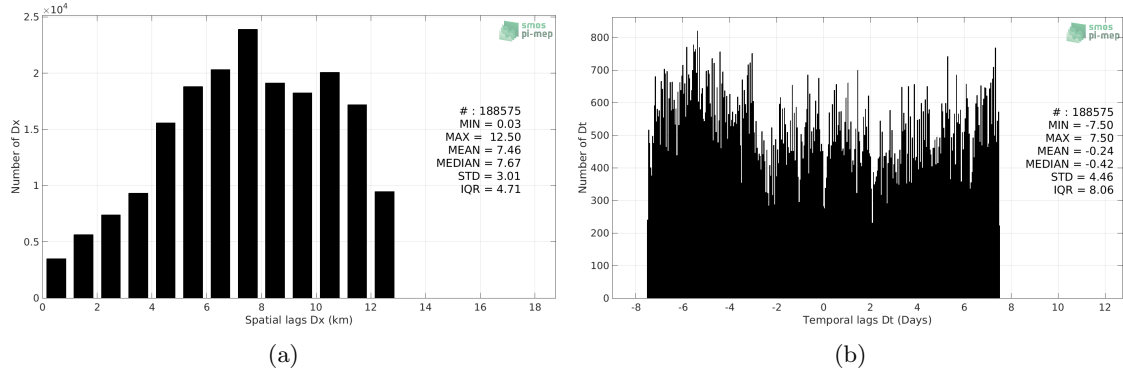 ×10⁴
2.5
2
1.5
1
0.5
0
0 2 4 6 8 10 12 14 16 18
Number of Dx
Spatial lags Dx (km)
smos
pi-mep
# : 188575
MIN = 0.03
MAX = 12.50
MEAN = 7.46
MEDIAN = 7.67
STD = 3.01
IQR = 4.71
(a)
800
700
600
500
400
300
200
100
0
-8 -6 -4 -2 0 2 4 6 8 10 12
Number of Dt
Temporal lags Dt (Days)
smos
pi-mep
# : 188575
MIN = -7.50
MAX = 7.50
MEAN = -0.24
MEDIAN = -0.42
STD = 4.46
IQR = 8.06
(b)